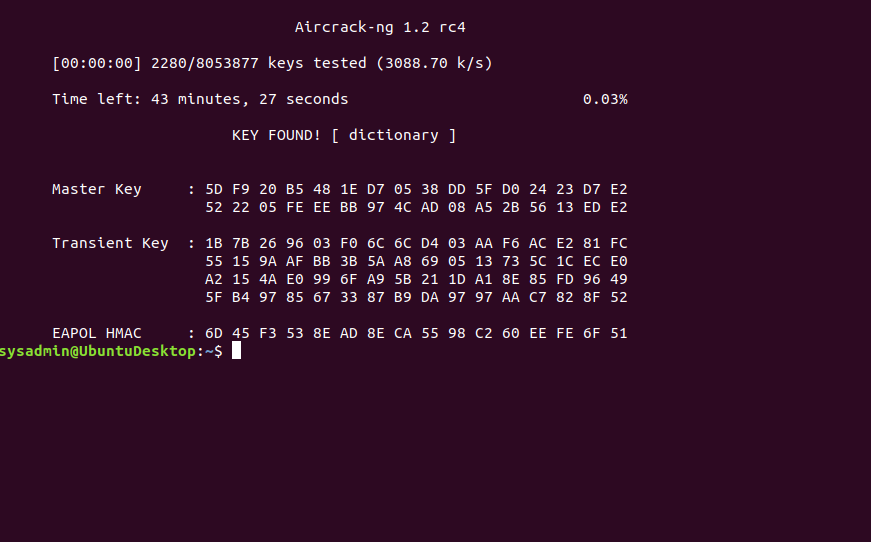 Aircrack-ng 1.2 rc4
[00:00:00] 2280/8053877 keys tested (3088.70 k/s)
Time left: 43 minutes, 27 seconds 0.03%
KEY FOUND! [ dictionary ]
Master Key : 5D F9 20 B5 48 1E D7 05 38 DD 5F D0 24 23 D7 E2
52 22 05 FE EE BB 97 4C AD 08 A5 2B 56 13 ED E2
Transient Key : 1B 7B 26 96 03 F0 6C 6C D4 03 AA F6 AC E2 81 FC
55 15 9A AF BB 3B 5A A8 69 05 13 73 5C 1C EC E0
A2 15 4A E0 99 6F A9 5B 21 1D A1 8E 85 FD 96 49
5F B4 97 85 67 33 87 B9 DA 97 97 AA C7 82 8F 52
EAPOL HMAC : 6D 45 F3 53 8E AD 8E CA 55 98 C2 60 EE FE 6F 51
sysadmin@UbuntuDesktop:~$